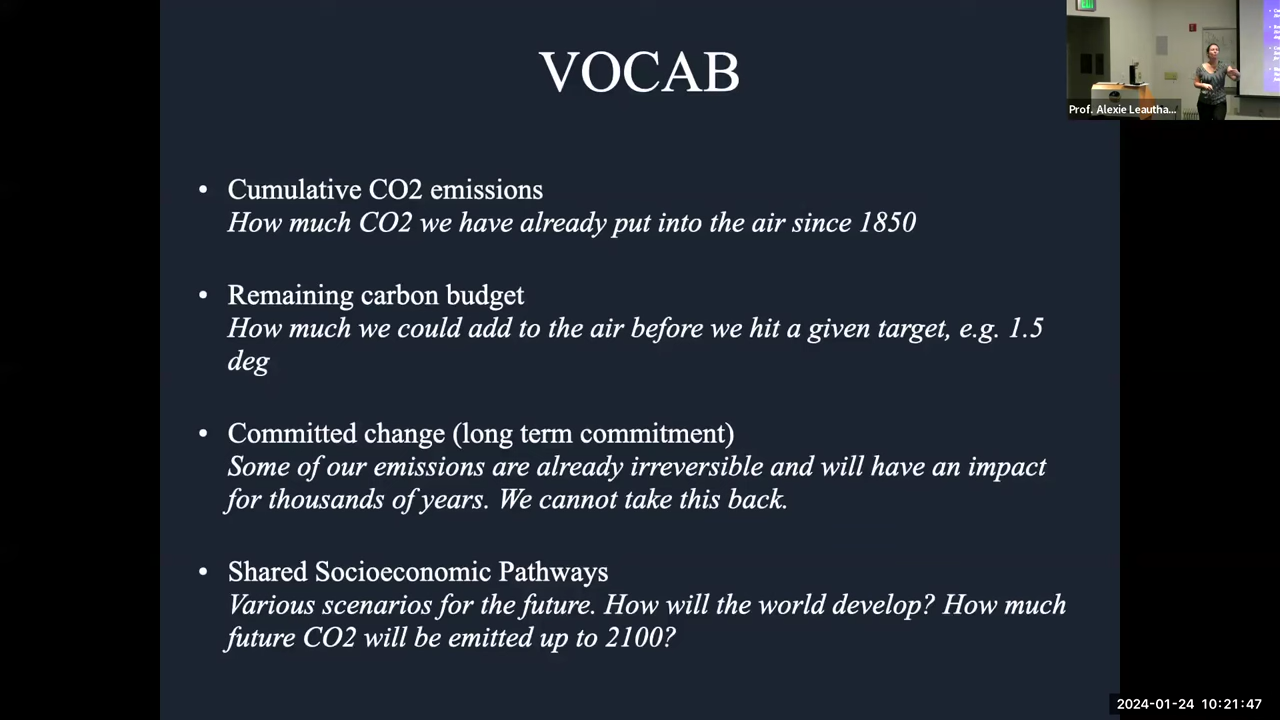 VOCAB
• Cumulative CO2 emissions
How much CO2 we have already put into the air since 1850
• Remaining carbon budget
How much we could add to the air before we hit a given target, e.g. 1.5
deg
• Committed change (long term commitment)
Some of our emissions are already irreversible and will have an impact
for thousands of years. We cannot take this back.
• Shared Socioeconomic Pathways
Various scenarios for the future. How will the world develop? How much
future CO2 will be emitted up to 2100?
EXIT
Prof. Alexie Leautha...
2024-01-24 10:21:47